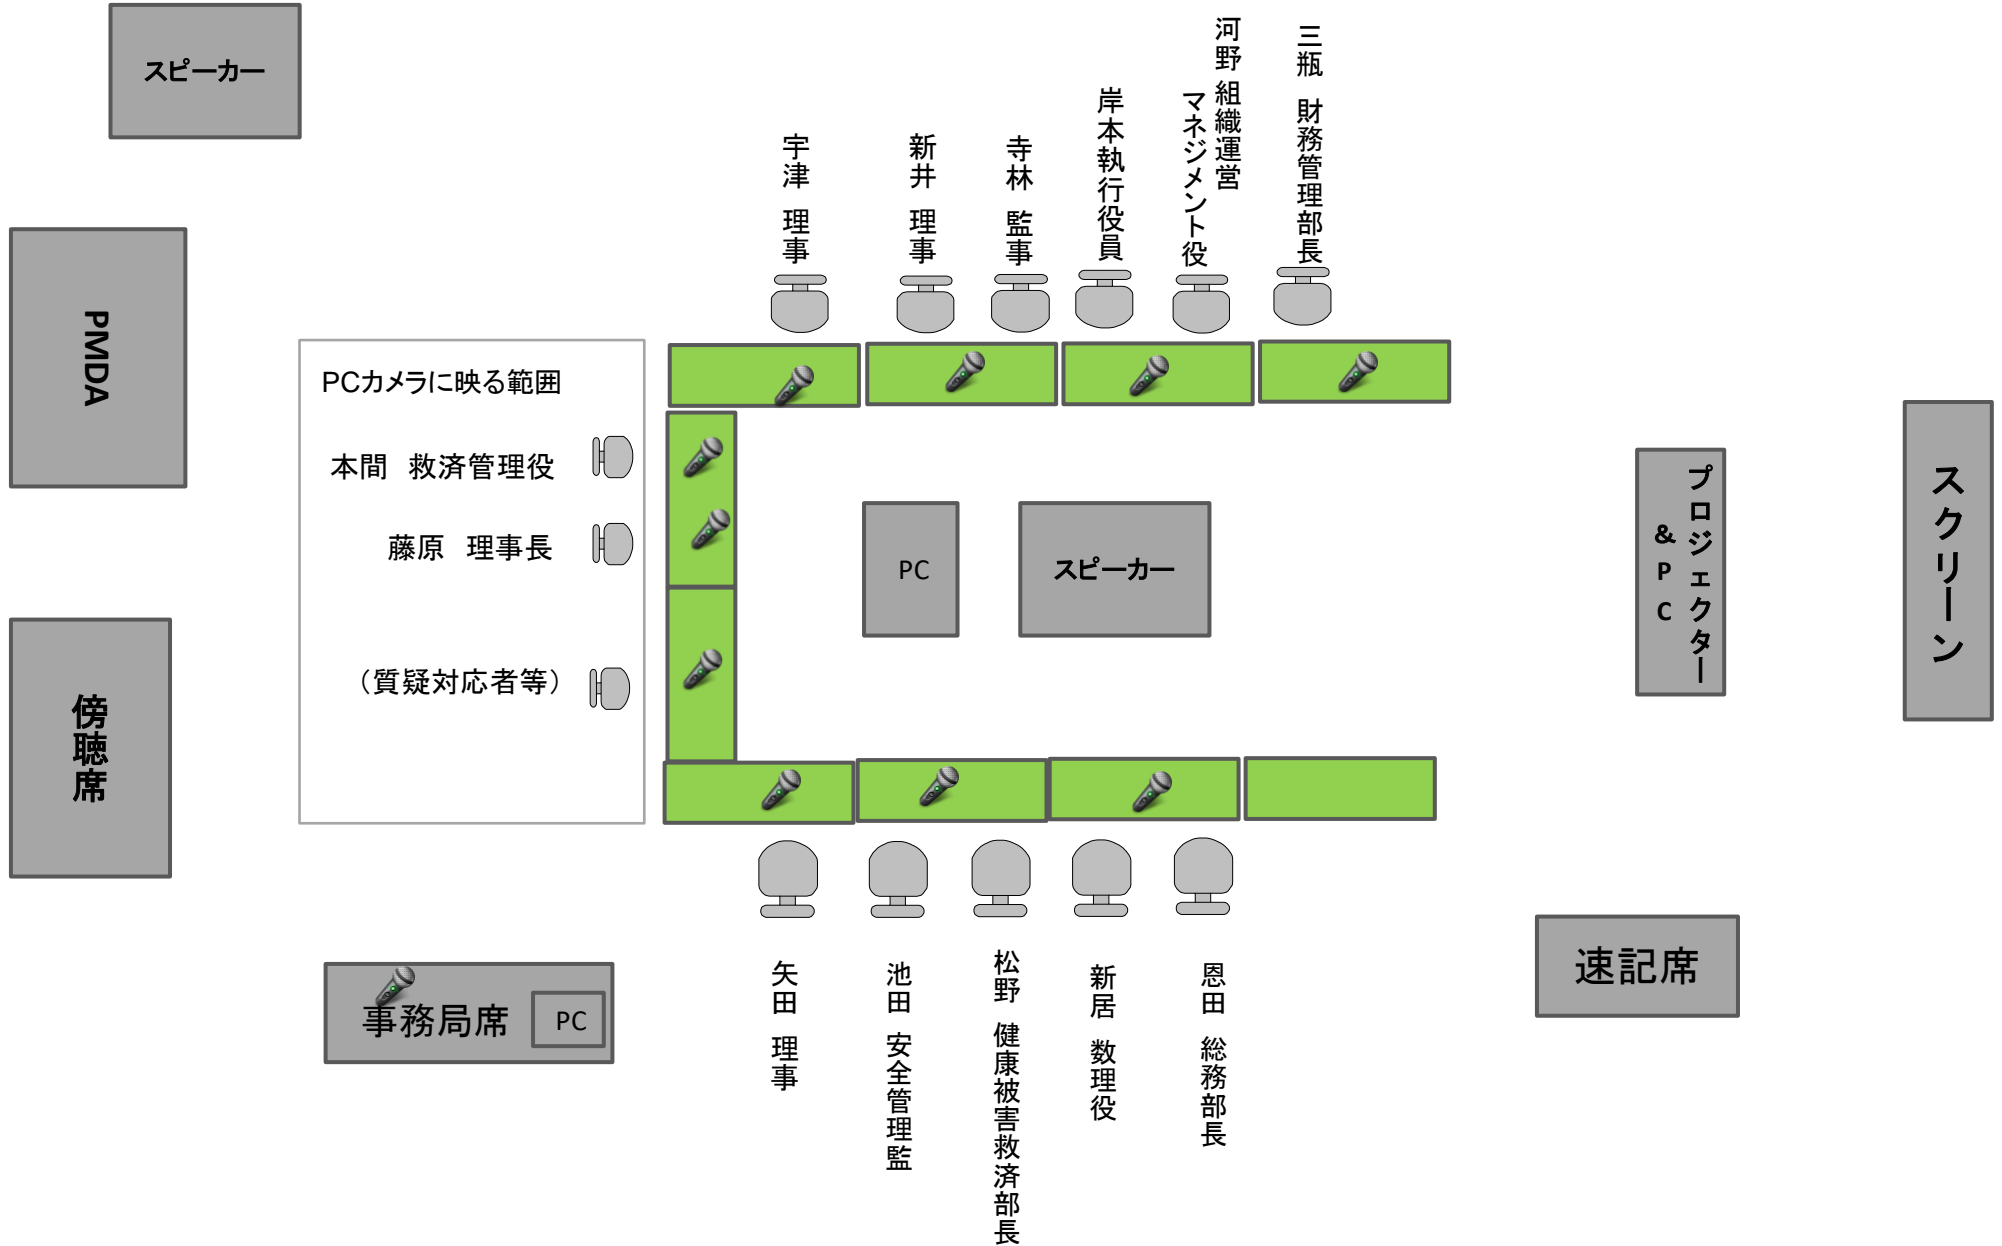 スピーカー
宇津 理事
新井 理事
寺林 監事
岸本執行役員
河野 組織運営
マネジメント役
三瓶 財務管理部長
PMDA
PCカメラに映る範囲
本間 救済管理役
藤原 理事長
（質疑対応者等）
PC
スピーカー
プロジェクター
&PC
スクリーン
傍聴席
事務局席
PC
速記席
矢田 理事
池田 安全管理監
松野 健康被害救済部長
新居 数理役
恩田 総務部長